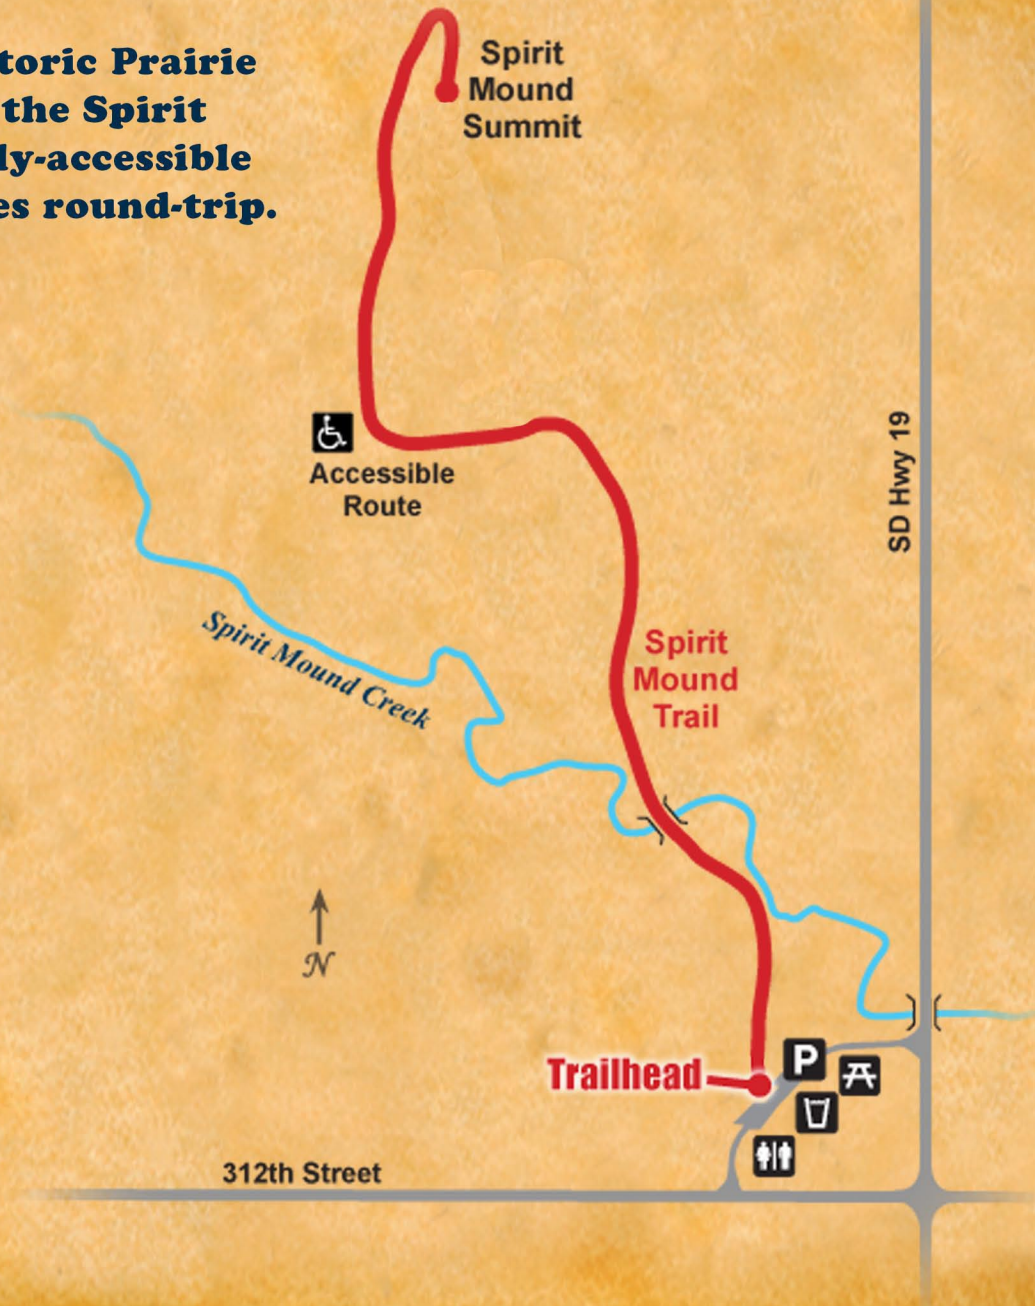 toric Prairie
the Spirit
ly-accessible
es round-trip.
Spirit
Mound
Summit
SD Hwy 19
Accessible
Route
Spirit Mound Creek
Spirit
Mound
Trail
N
Trailhead
P
312th Street